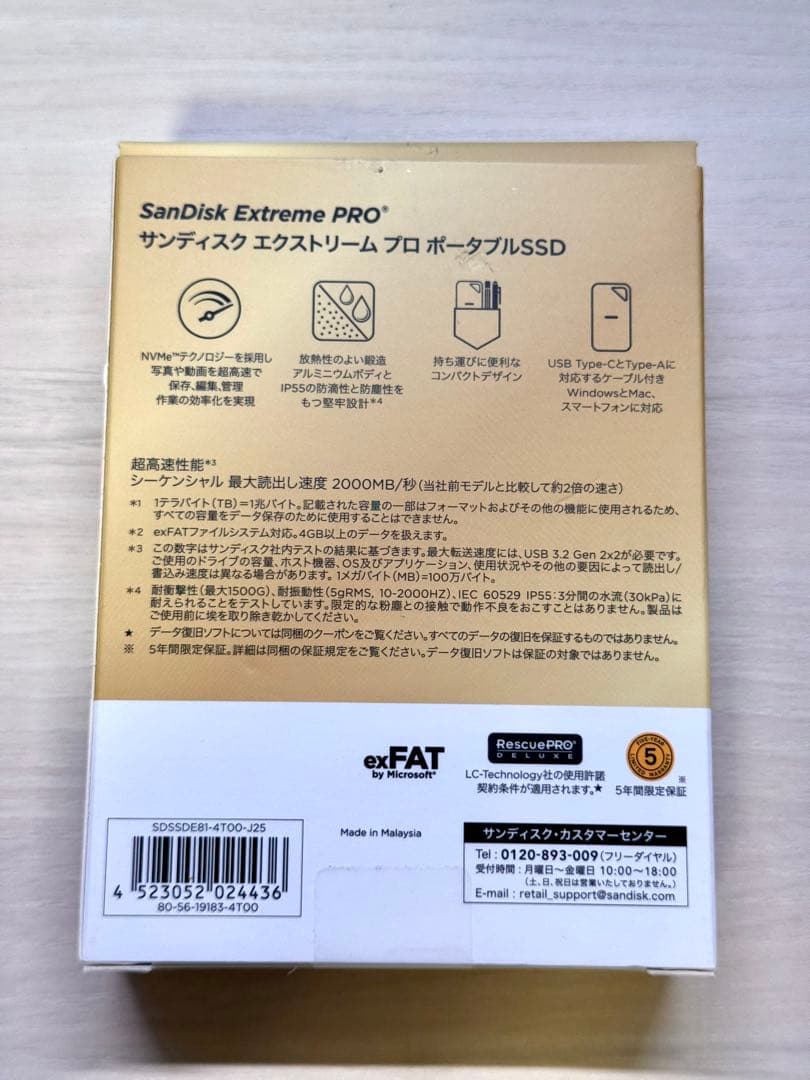 SanDisk Extreme PRO®
サンディスク エクストリーム プロ ポータブルSSD
NVMe™テクノロジーを採用し
写真や動画を超高速で
保存、編集、管理
作業の効率化を実現
放熱性のよい鍛造
アルミニウムボディと
IP55の防滴性と防塵性を
もつ堅牢設計*4
持ち運びに便利な
コンパクトデザイン
USB Type-CとType-Aに
対応するケーブル付き
WindowsとMac、
スマートフォンに対応
超高速性能*3
シーケンシャル 最大読出し速度 2000MB/秒(当社前モデルと比較して約2倍の速さ)
*1 1テラバイト(TB)=1兆バイト。記載された容量の一部はフォーマットおよびその他の機能に使用されるため、
すべての容量をデータ保存のために使用することはできません。
*2 exFATファイルシステム対応。4GB以上のデータを扱えます。
*3 この数字はサンディスク社内テストの結果に基づきます。最大転送速度には、USB 3.2 Gen 2x2が必要です。
ご使用のドライブの容量、ホスト機器、OS及びアプリケーション、使用状況やその他の要因によって読出し/
書込み速度は異なる場合があります。1メガバイト(MB)=100万バイト。
*4 耐衝撃性(最大1500G)、耐振動性(5gRMS, 10-2000HZ)、IEC 60529 IP55:3分間の水流(30kPa)に
耐えられることをテストしています。限定的な粉塵との接触で動作不良をおこすことはありません。製品は
ご使用前に埃を取り除き乾かしてください。
★ データ復旧ソフトについては同梱のクーポンをご覧ください。すべてのデータの復旧を保証するものではありません。
※ 5年間限定保証。詳細は同梱の保証規定をご覧ください。データ復旧ソフトは保証の対象ではありません。
exFAT
by Microsoft®
RescuePRO®
DELUXE
LC-Technology社の使用許諾
契約条件が適用されます。★
FIVE-YEAR
5
LIMITED WARRANTY
※
5年間限定保証
SDSSDE81-4T00-J25
4 523052 024436
80-56-19183-4T00
Made in Malaysia
サンディスク・カスタマーセンター
Tel : 0120-893-009(フリーダイヤル)
受付時間 : 月曜日〜金曜日 10:00〜18:00
(土、日、祝日は営業いたしておりません。)
E-mail : retail_support@sandisk.com